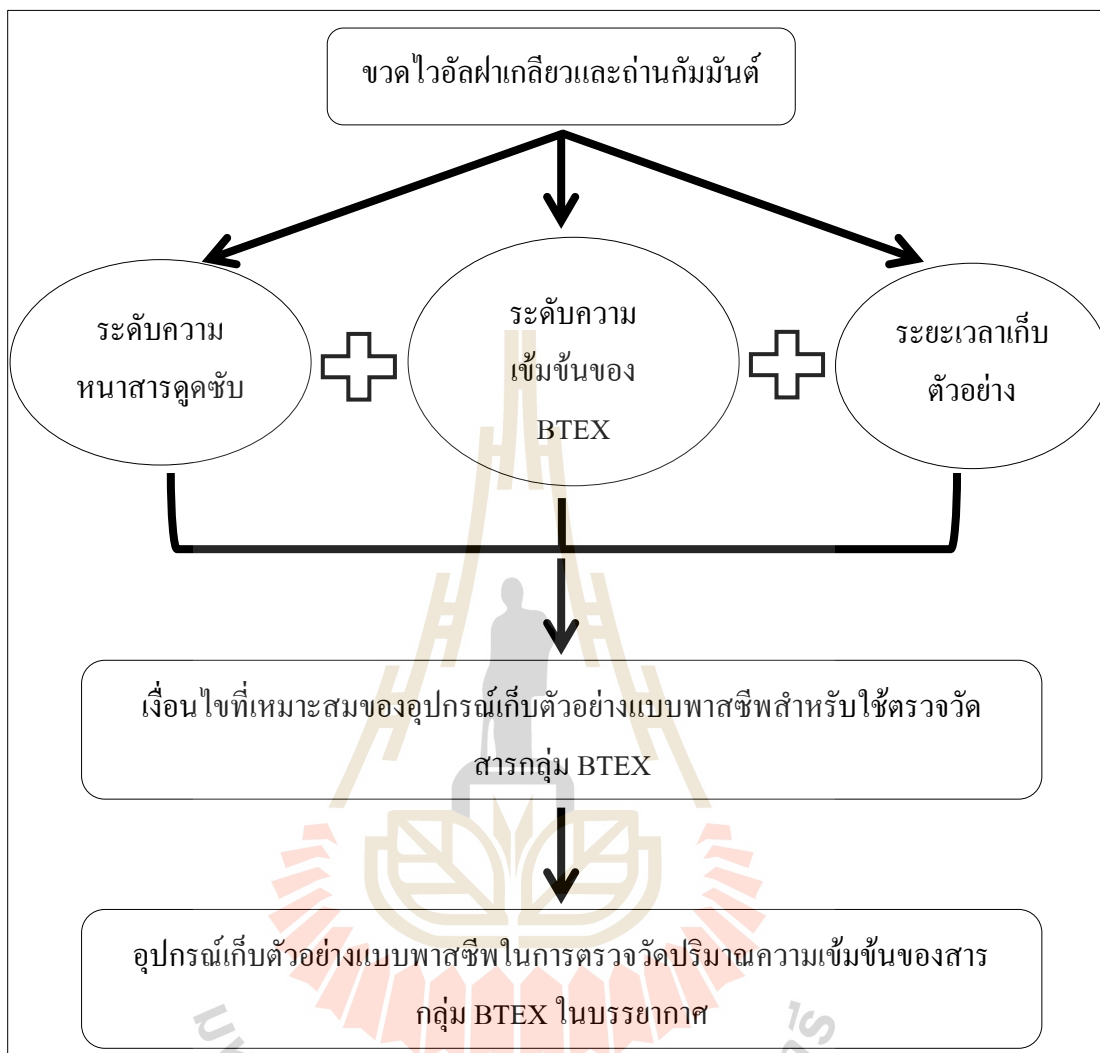 ขวดไวอัลฝาเกลียวและถ่านกัมมันต์
ระดับความ
หนาสารดูดซับ
ระดับความ
เข้มข้นของ
BTEX
ระยะเวลาเก็บ
ตัวอย่าง
เงื่อนไขที่เหมาะสมของอุปกรณ์เก็บตัวอย่างแบบพาสซีพสำหรับใช้ตรวจวัด
สารกลุ่ม BTEX
อุปกรณ์เก็บตัวอย่างแบบพาสซีพในการตรวจวัดปริมาณความเข้มข้นของสาร
กลุ่ม BTEX ในบรรยากาศ